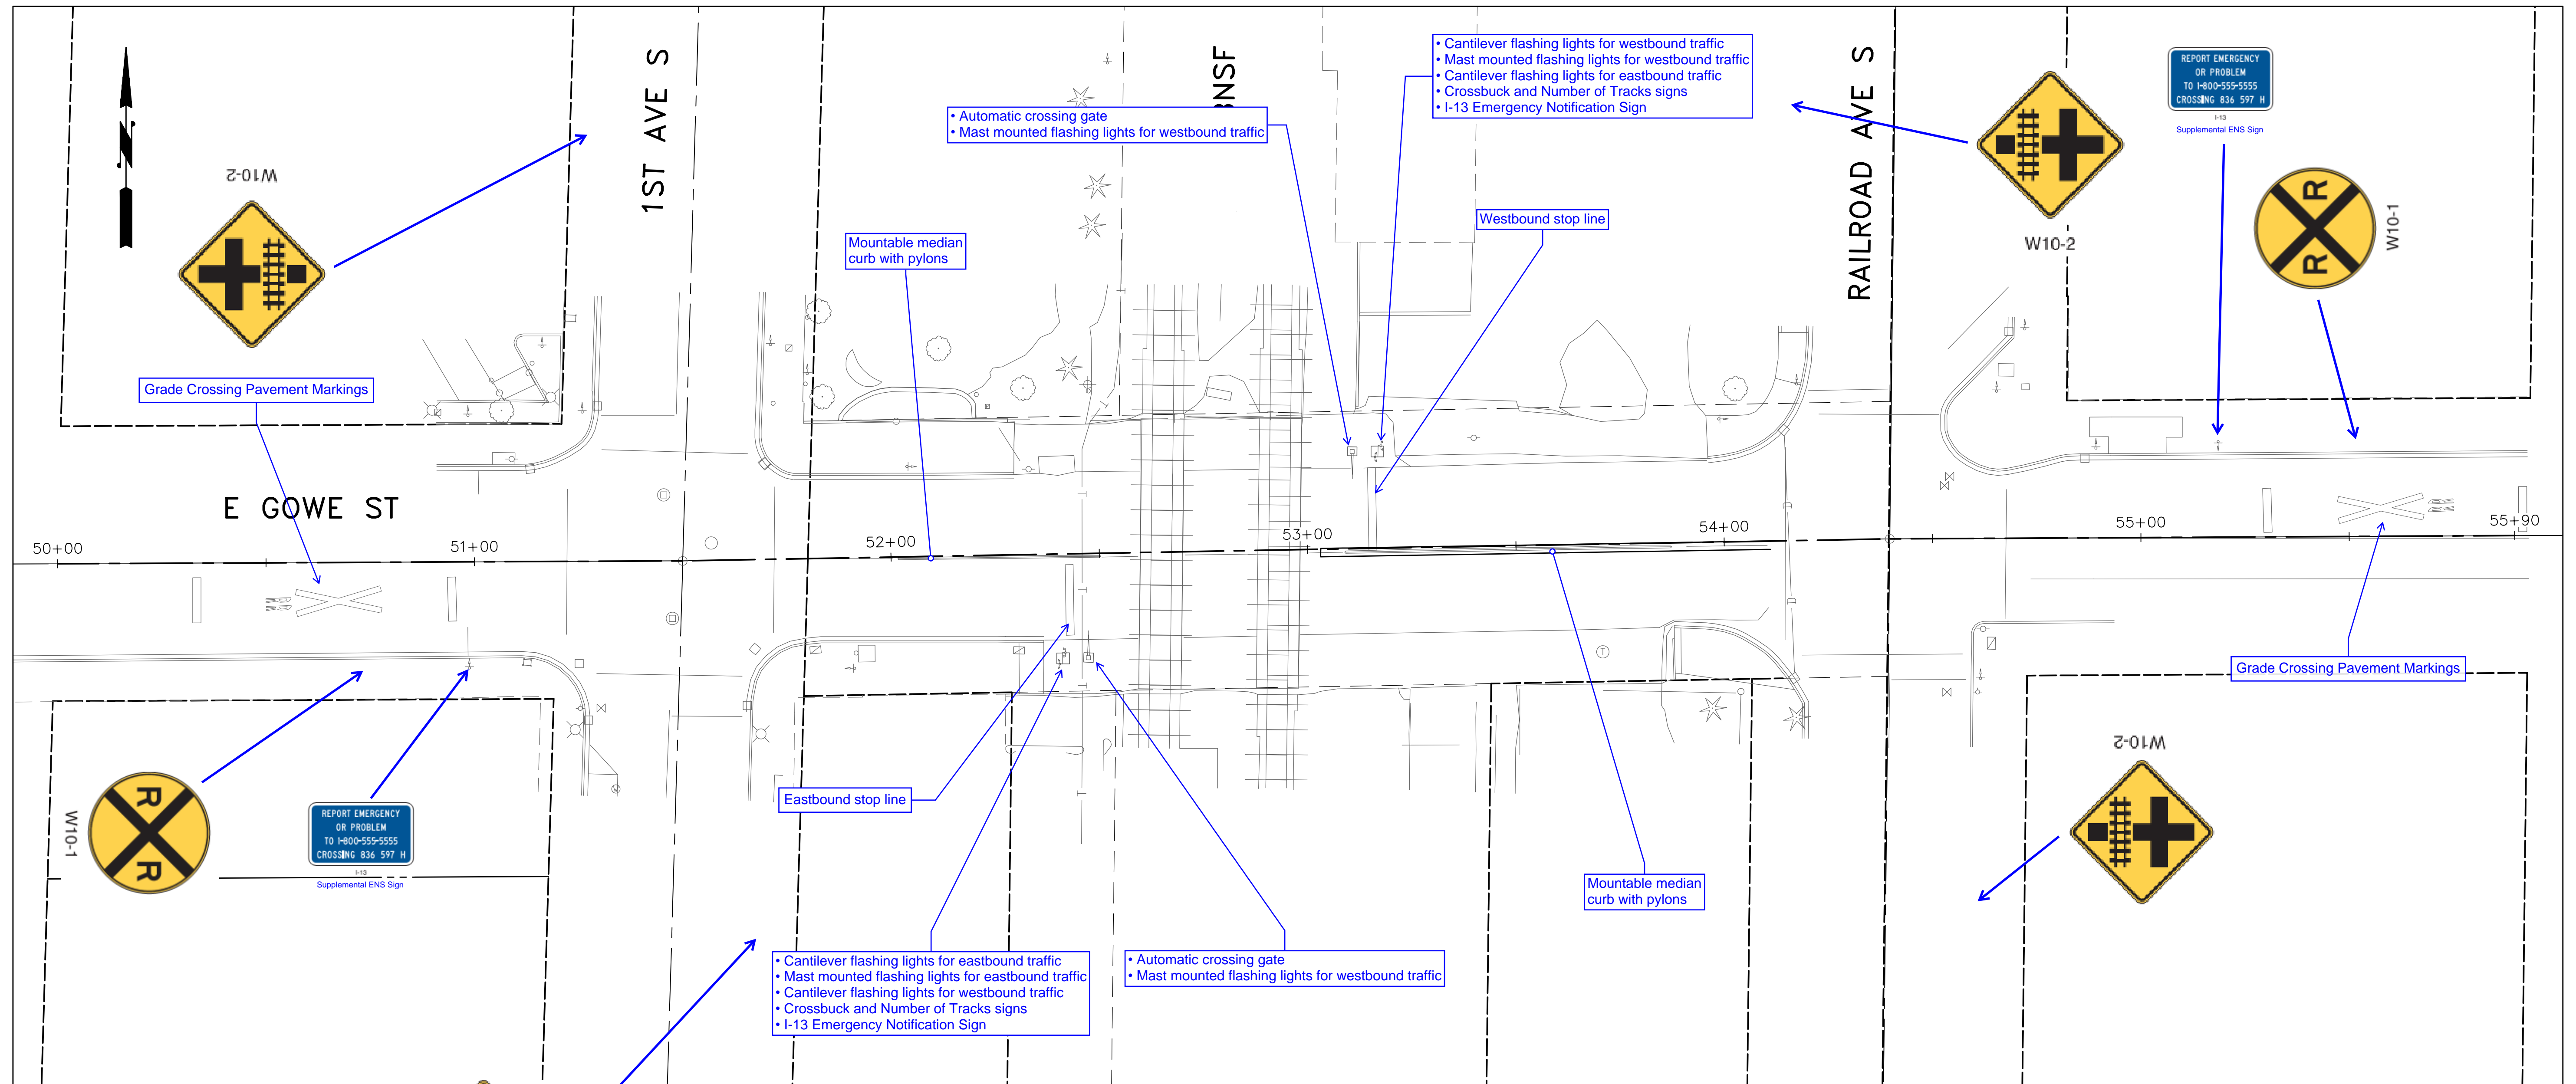 1ST AVE S
BNSF
RAILROAD AVE S
N
• Cantilever flashing lights for westbound traffic
• Mast mounted flashing lights for westbound traffic
• Cantilever flashing lights for eastbound traffic
• Crossbuck and Number of Tracks signs
• I-13 Emergency Notification Sign
• Automatic crossing gate
• Mast mounted flashing lights for westbound traffic
REPORT EMERGENCY
OR PROBLEM
TO 1-800-555-5555
CROSSING 836 597 H
I-13
Supplemental ENS Sign
W10-2
W10-2
R
R
W10-1
Westbound stop line
Mountable median
curb with pylons
Grade Crossing Pavement Markings
E GOWE ST
50+00
51+00
52+00
53+00
54+00
55+00
55+90
RR
RR
T
Grade Crossing Pavement Markings
W10-1
R
R
REPORT EMERGENCY
OR PROBLEM
TO 1-800-555-5555
CROSSING 836 597 H
I-13
Supplemental ENS Sign
Eastbound stop line
W10-2
Mountable median
curb with pylons
• Cantilever flashing lights for eastbound traffic
• Mast mounted flashing lights for eastbound traffic
• Cantilever flashing lights for westbound traffic
• Crossbuck and Number of Tracks signs
• I-13 Emergency Notification Sign
• Automatic crossing gate
• Mast mounted flashing lights for westbound traffic